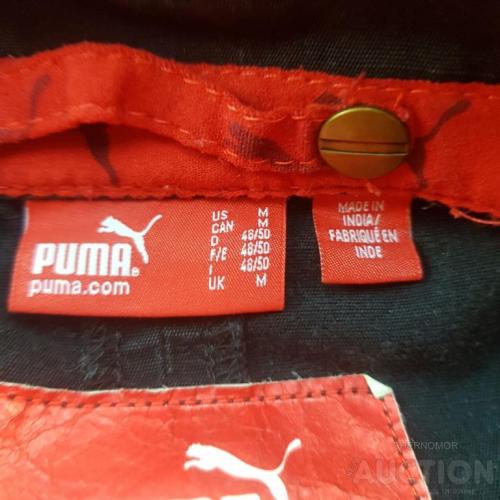 PUMA
puma.com
US M
CAN M
D 48/50
F/E 48/50
I 48/50
UK M
MADE IN
INDIA/
FABRIQUÉ EN
INDE
AUCTION